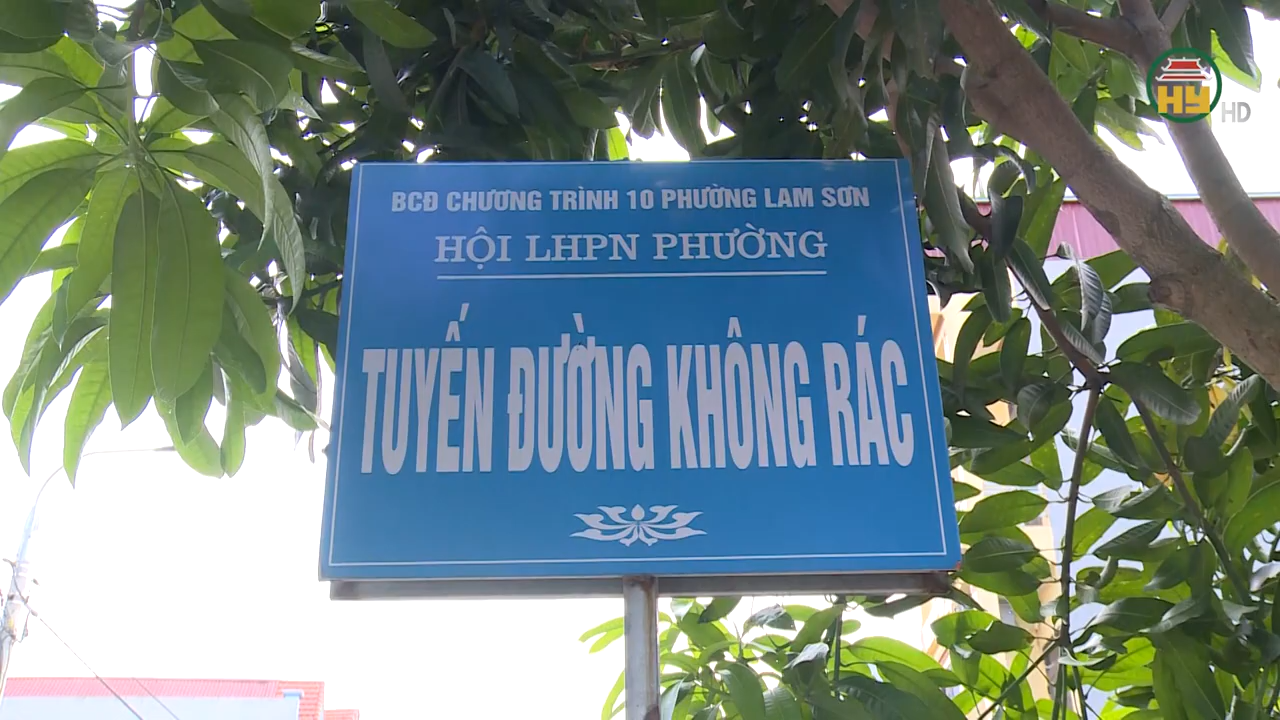 BCĐ CHƯƠNG TRÌNH 10 PHƯỜNG LAM SƠN
HỘI LHPN PHƯỜNG
TUYẾN ĐƯỜNG KHÔNG RÁC
HY HD